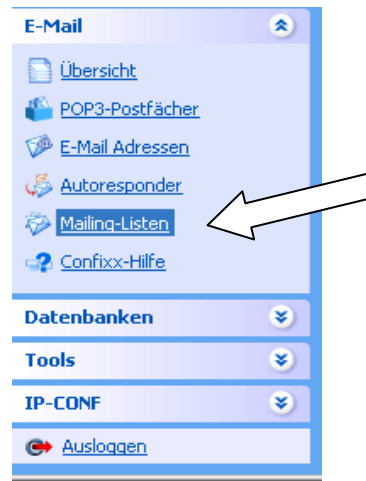 E-Mail
Übersicht
POP3-Postfächer
E-Mail Adressen
Autoresponder
Mailing-Listen
Confixx-Hilfe
Datenbanken
Tools
IP-CONF
Ausloggen